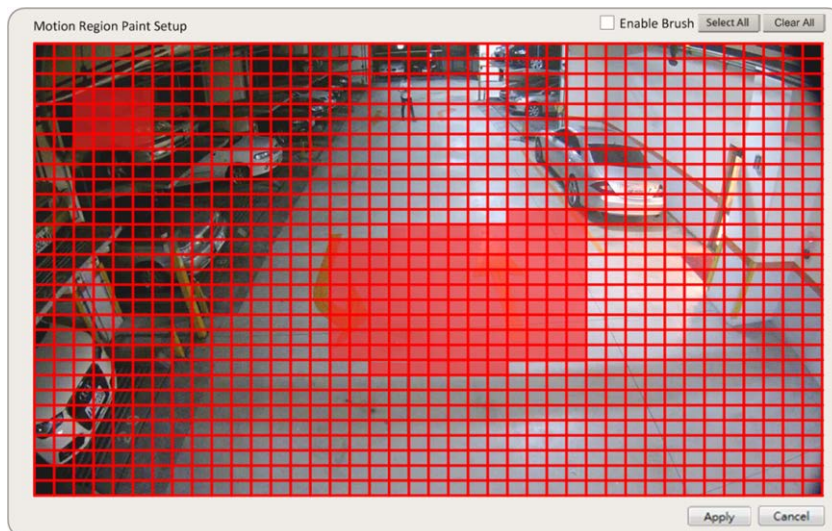 Motion Region Paint Setup
Enable Brush
Select All
Clear All
Apply
Cancel